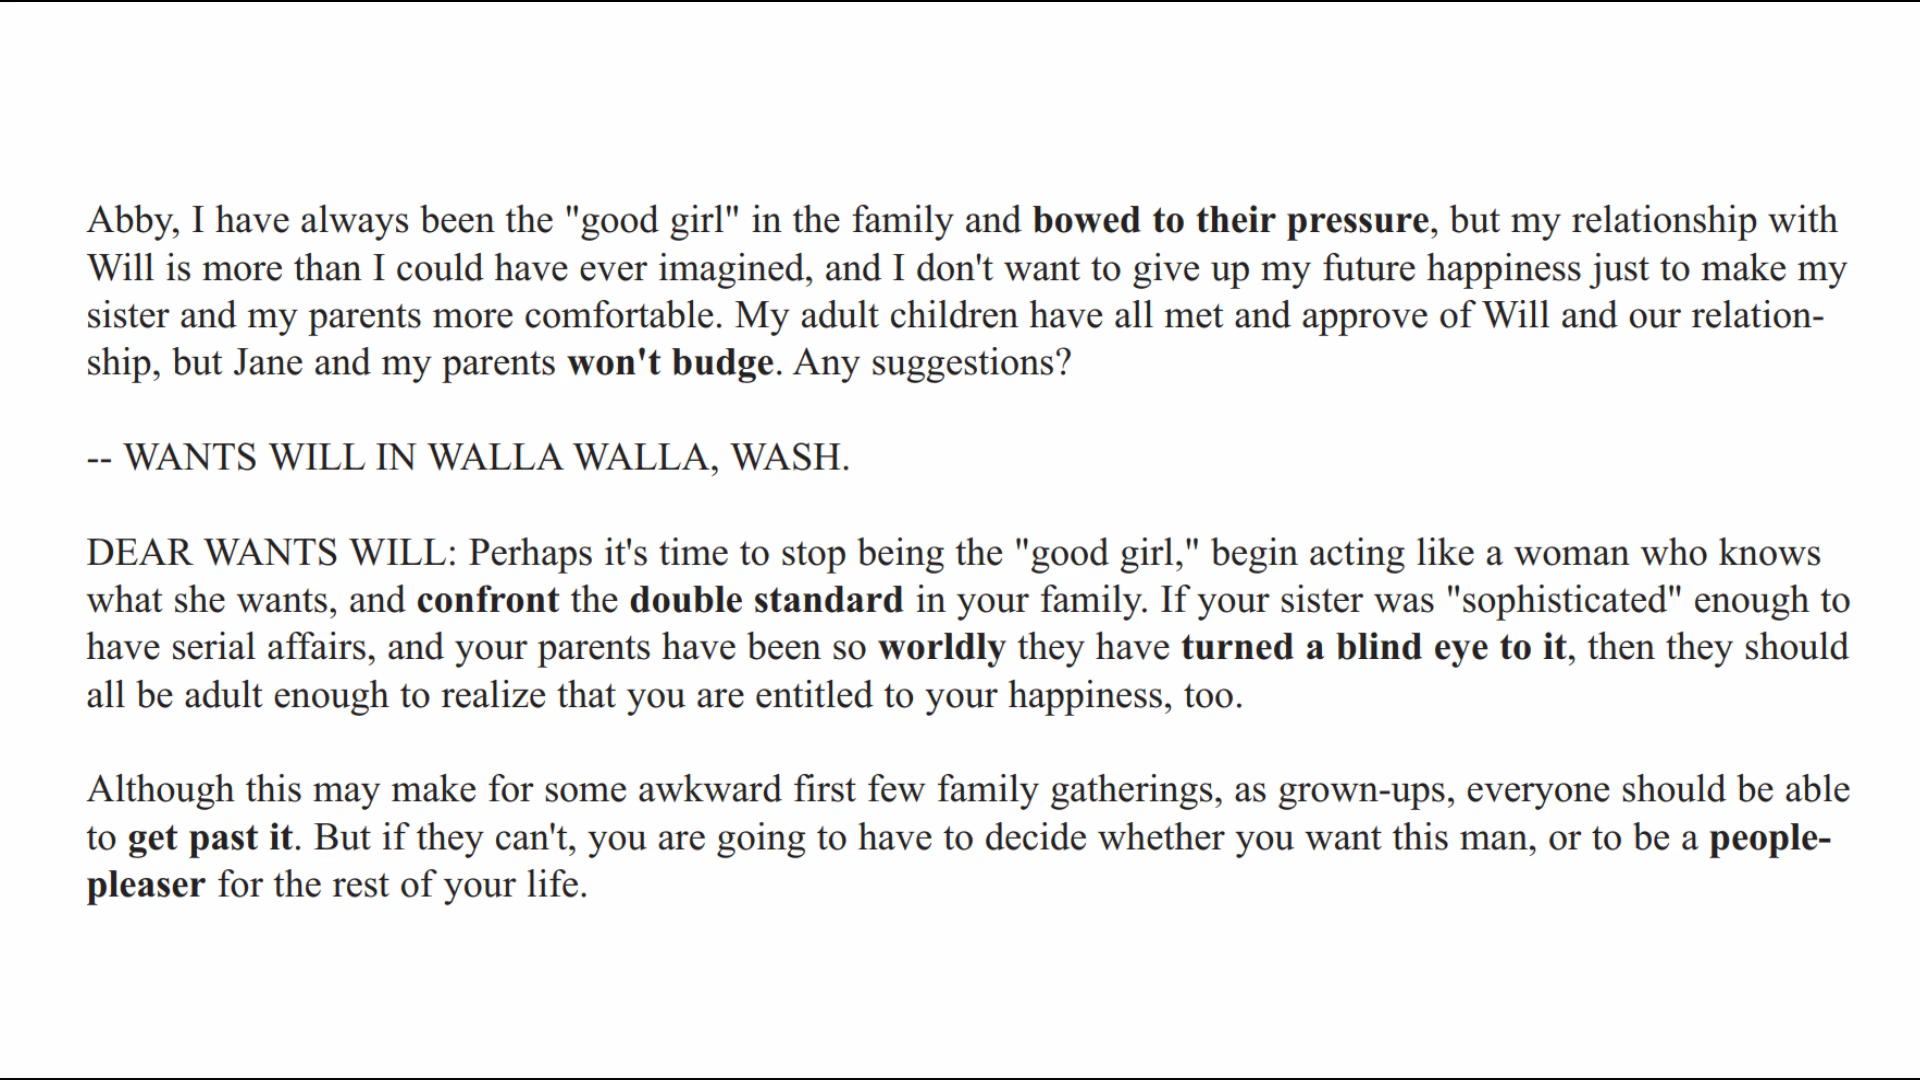 Abby, I have always been the "good girl" in the family and bowed to their pressure, but my relationship with
Will is more than I could have ever imagined, and I don't want to give up my future happiness just to make my
sister and my parents more comfortable. My adult children have all met and approve of Will and our relation-
ship, but Jane and my parents won't budge. Any suggestions?
-- WANTS WILL IN WALLA WALLA, WASH.
DEAR WANTS WILL: Perhaps it's time to stop being the "good girl," begin acting like a woman who knows
what she wants, and confront the double standard in your family. If your sister was "sophisticated" enough to
have serial affairs, and your parents have been so worldly they have turned a blind eye to it, then they should
all be adult enough to realize that you are entitled to your happiness, too.
Although this may make for some awkward first few family gatherings, as grown-ups, everyone should be able
to get past it. But if they can't, you are going to have to decide whether you want this man, or to be a people-
pleaser for the rest of your life.